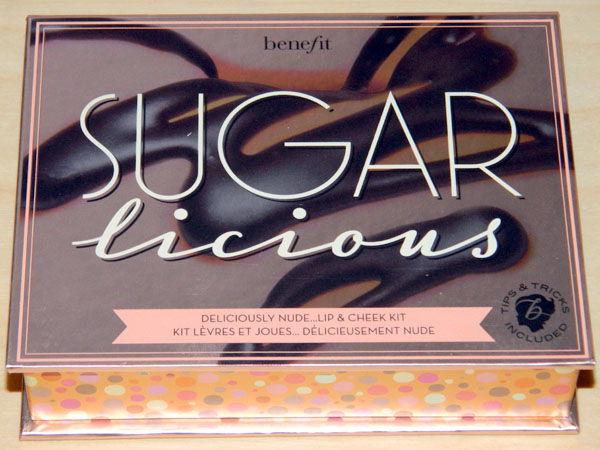 benefit
SUGAR
licious
DELICIOUSLY NUDE...LIP & CHEEK KIT
KIT LÈVRES ET JOUES... DÉLICIEUSEMENT NUDE
TIPS & TRICKS
b
INCLUDED